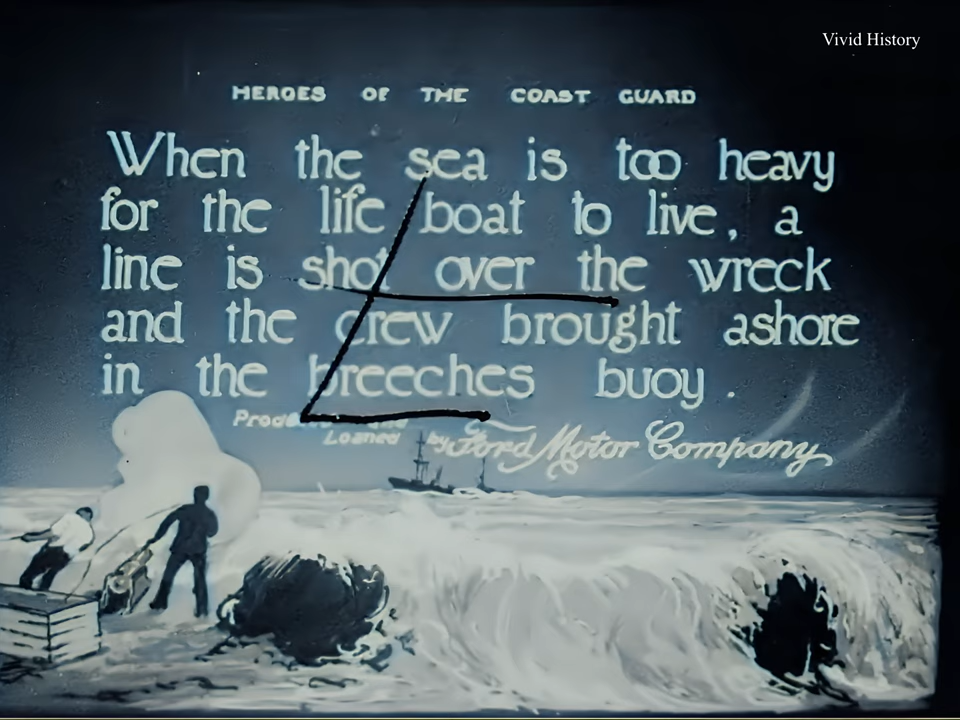 Vivid History
HEROES OF THE COAST GUARD
When the sea is too heavy
for the life boat to live, a
line is shot over the wreck
and the crew brought ashore
in the breeches buoy.
Produced and
Loaned by Ford Motor Company